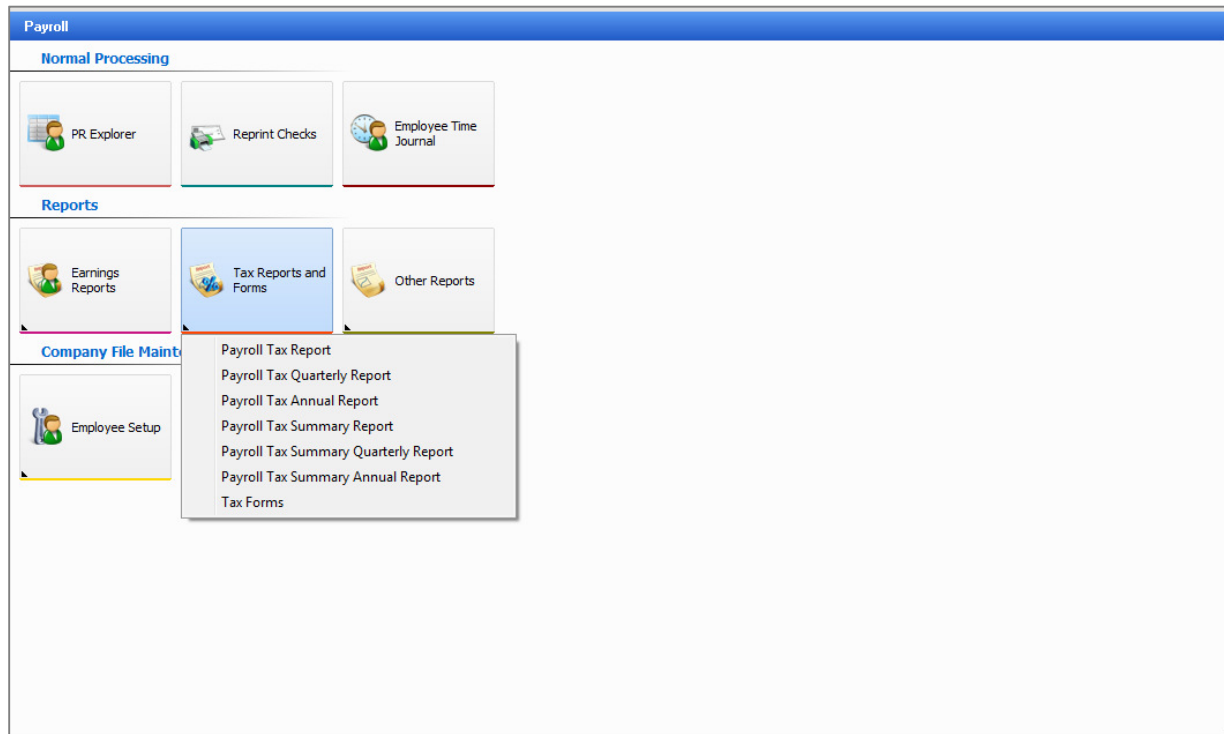 Payroll
Normal Processing
PR Explorer
Reprint Checks
Employee Time
Journal
Reports
Earnings
Reports
Tax Reports and
Forms
Other Reports
Company File
Payroll Tax Report
Payroll Tax Quarterly Report
Payroll Tax Annual Report
Payroll Tax Summary Report
Payroll Tax Summary Quarterly Report
Payroll Tax Summary Annual Report
Tax Forms
Employee Setup